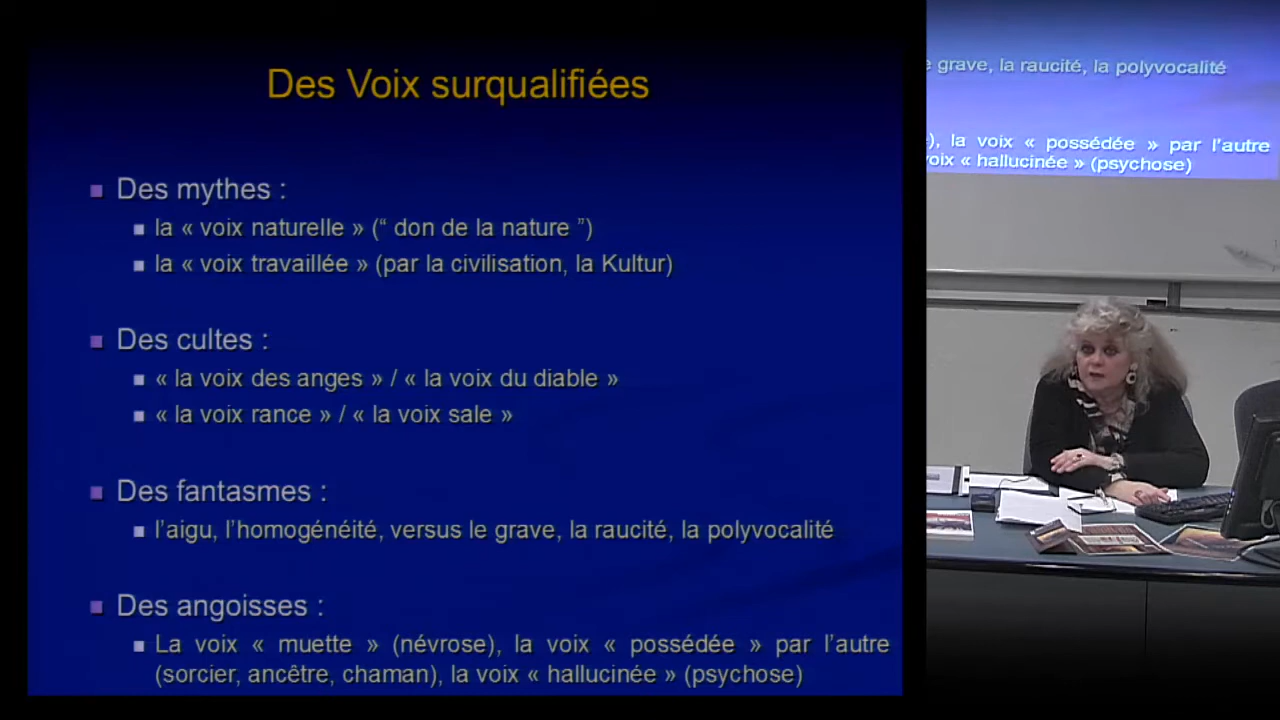 Des Voix surqualifiées
Des mythes :
la « voix naturelle » (“ don de la nature ”)
la « voix travaillée » (par la civilisation, la Kultur)
Des cultes :
« la voix des anges » / « la voix du diable »
« la voix rance » / « la voix sale »
Des fantasmes :
l’aigu, l’homogénéité, versus le grave, la raucité, la polyvocalité
Des angoisses :
La voix « muette » (névrose), la voix « possédée » par l’autre
(sorcier, ancêtre, chaman), la voix « hallucinée » (psychose)
e grave, la raucité, la polyvocalité
), la voix « possédée » par l’autre
voix « hallucinée » (psychose)